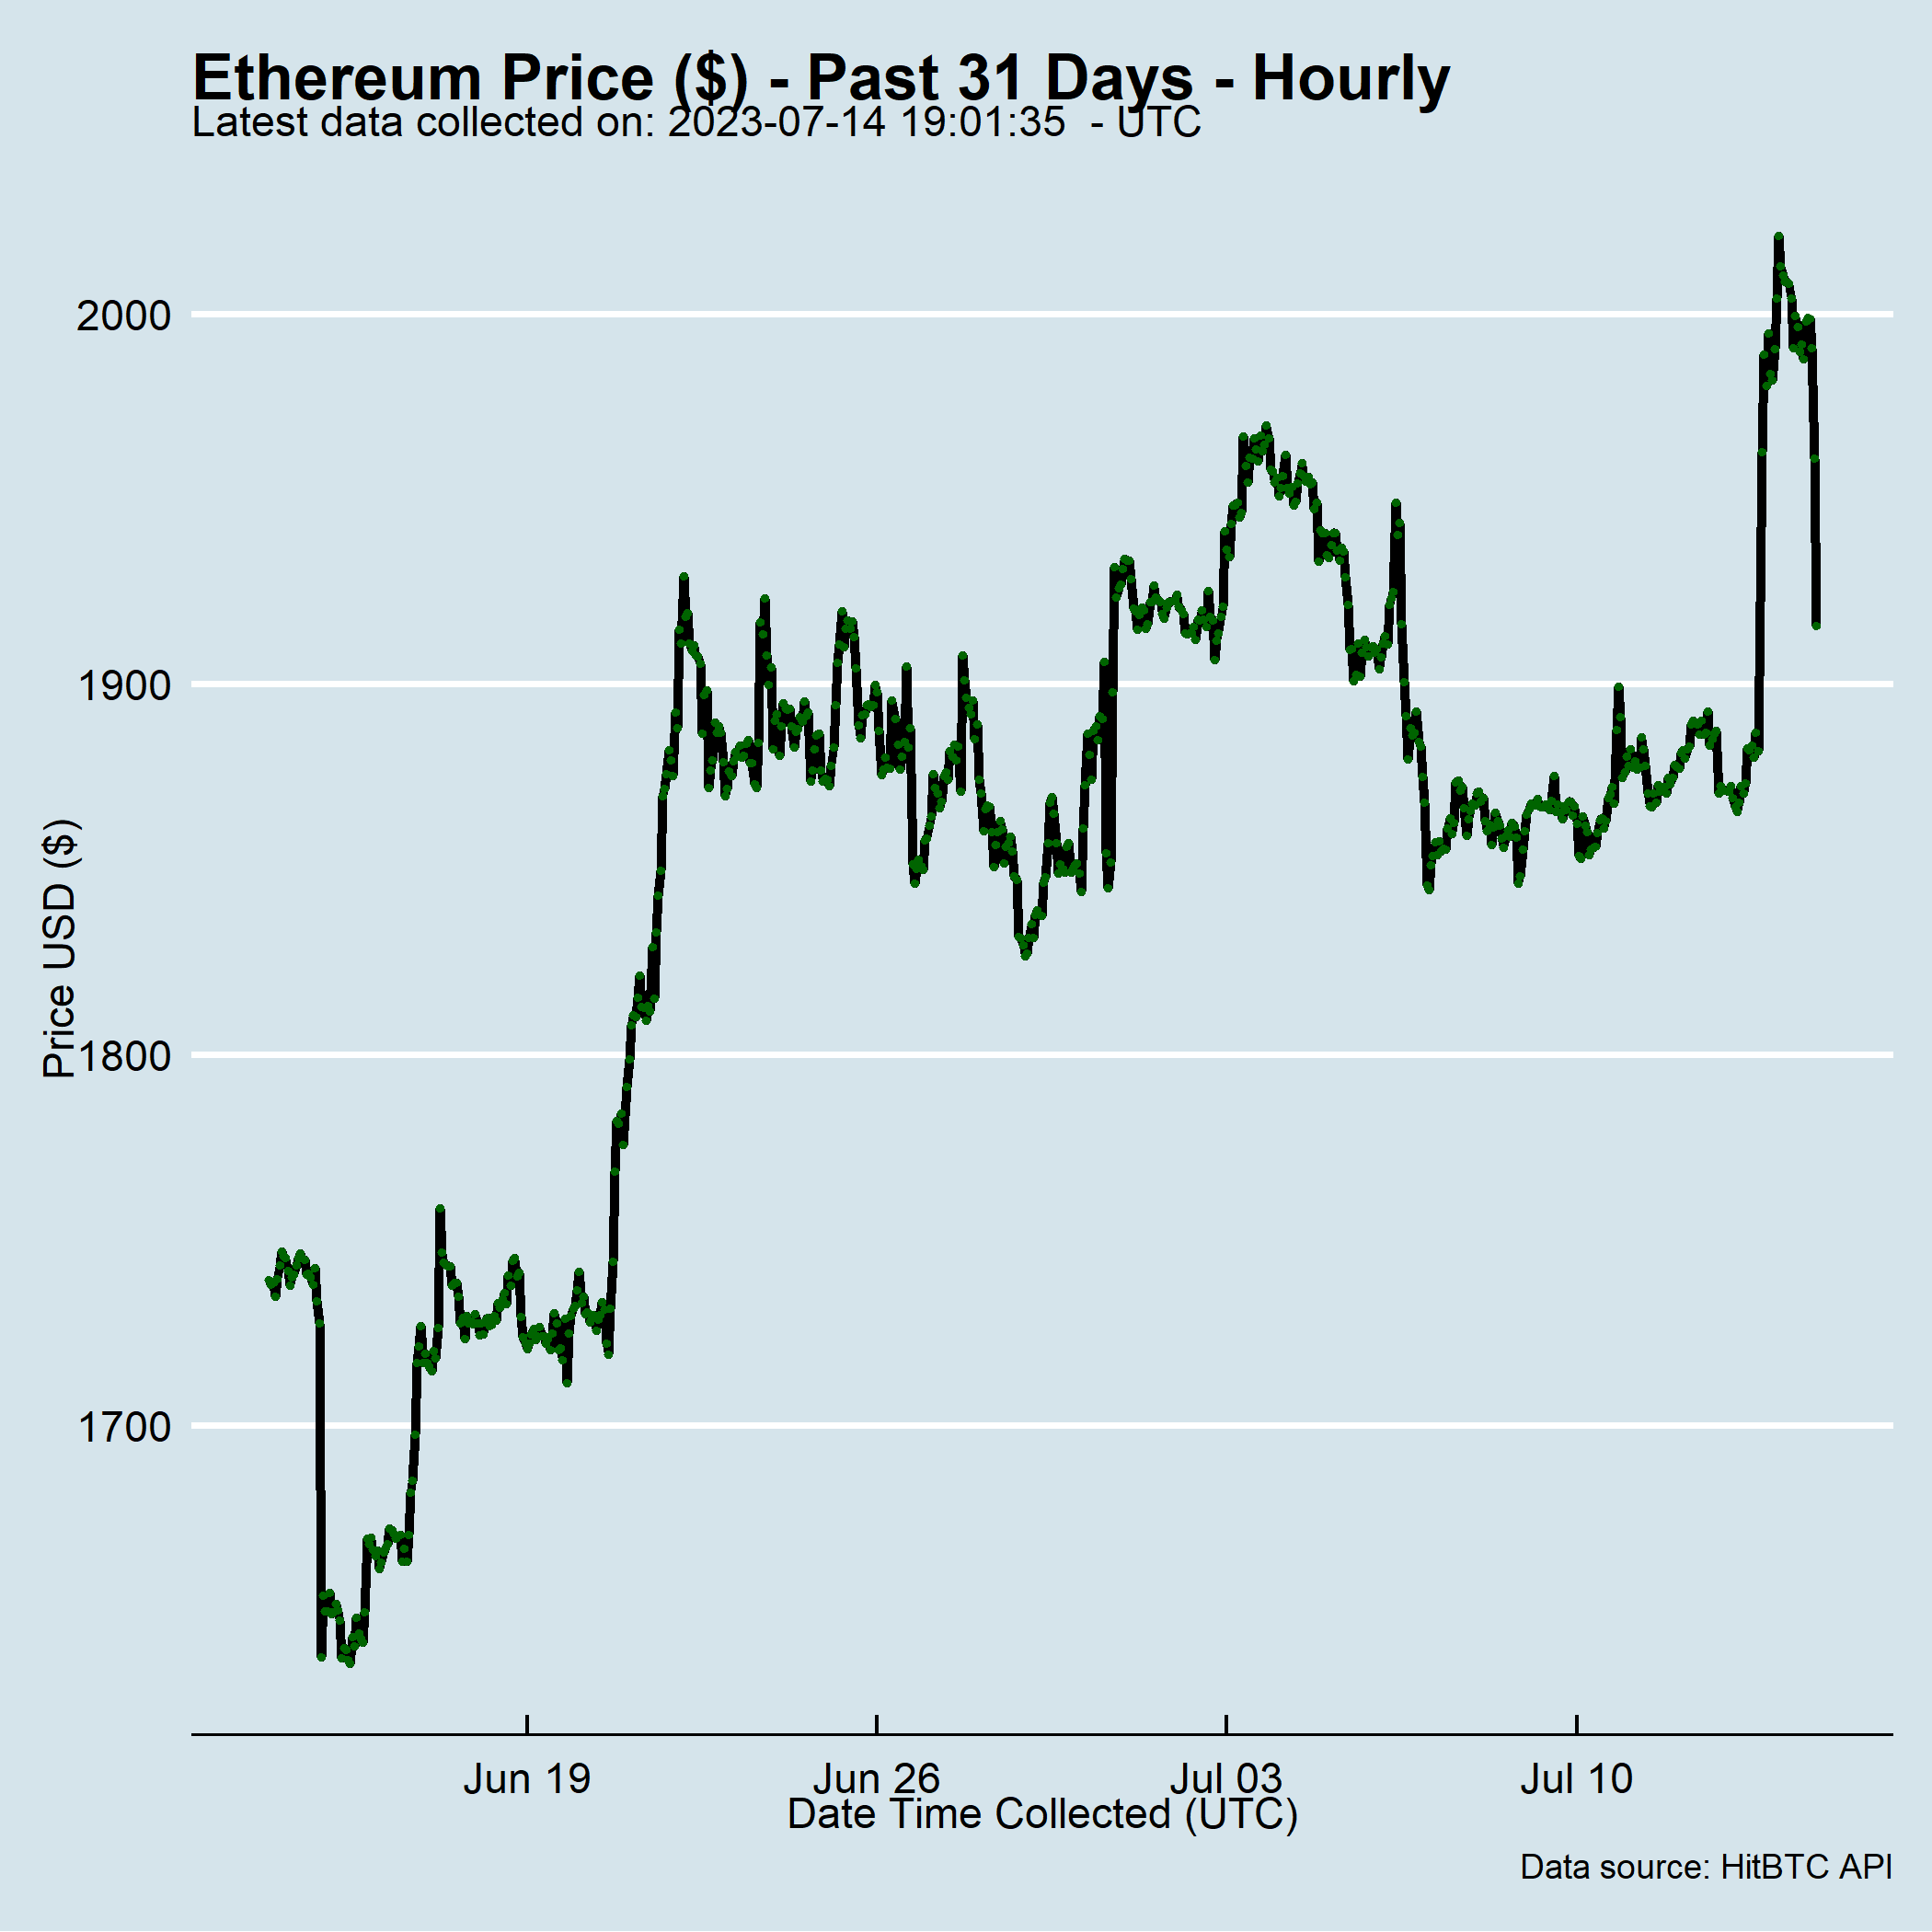 Ethereum Price ($) - Past 31 Days - Hourly
Latest data collected on: 2023-07-14 19:01:35  - UTC
Price USD ($)
2000
1900
1800
1700
Jun 19 Jun 26 Jul 03 Jul 10
Date Time Collected (UTC)
Data source: HitBTC API